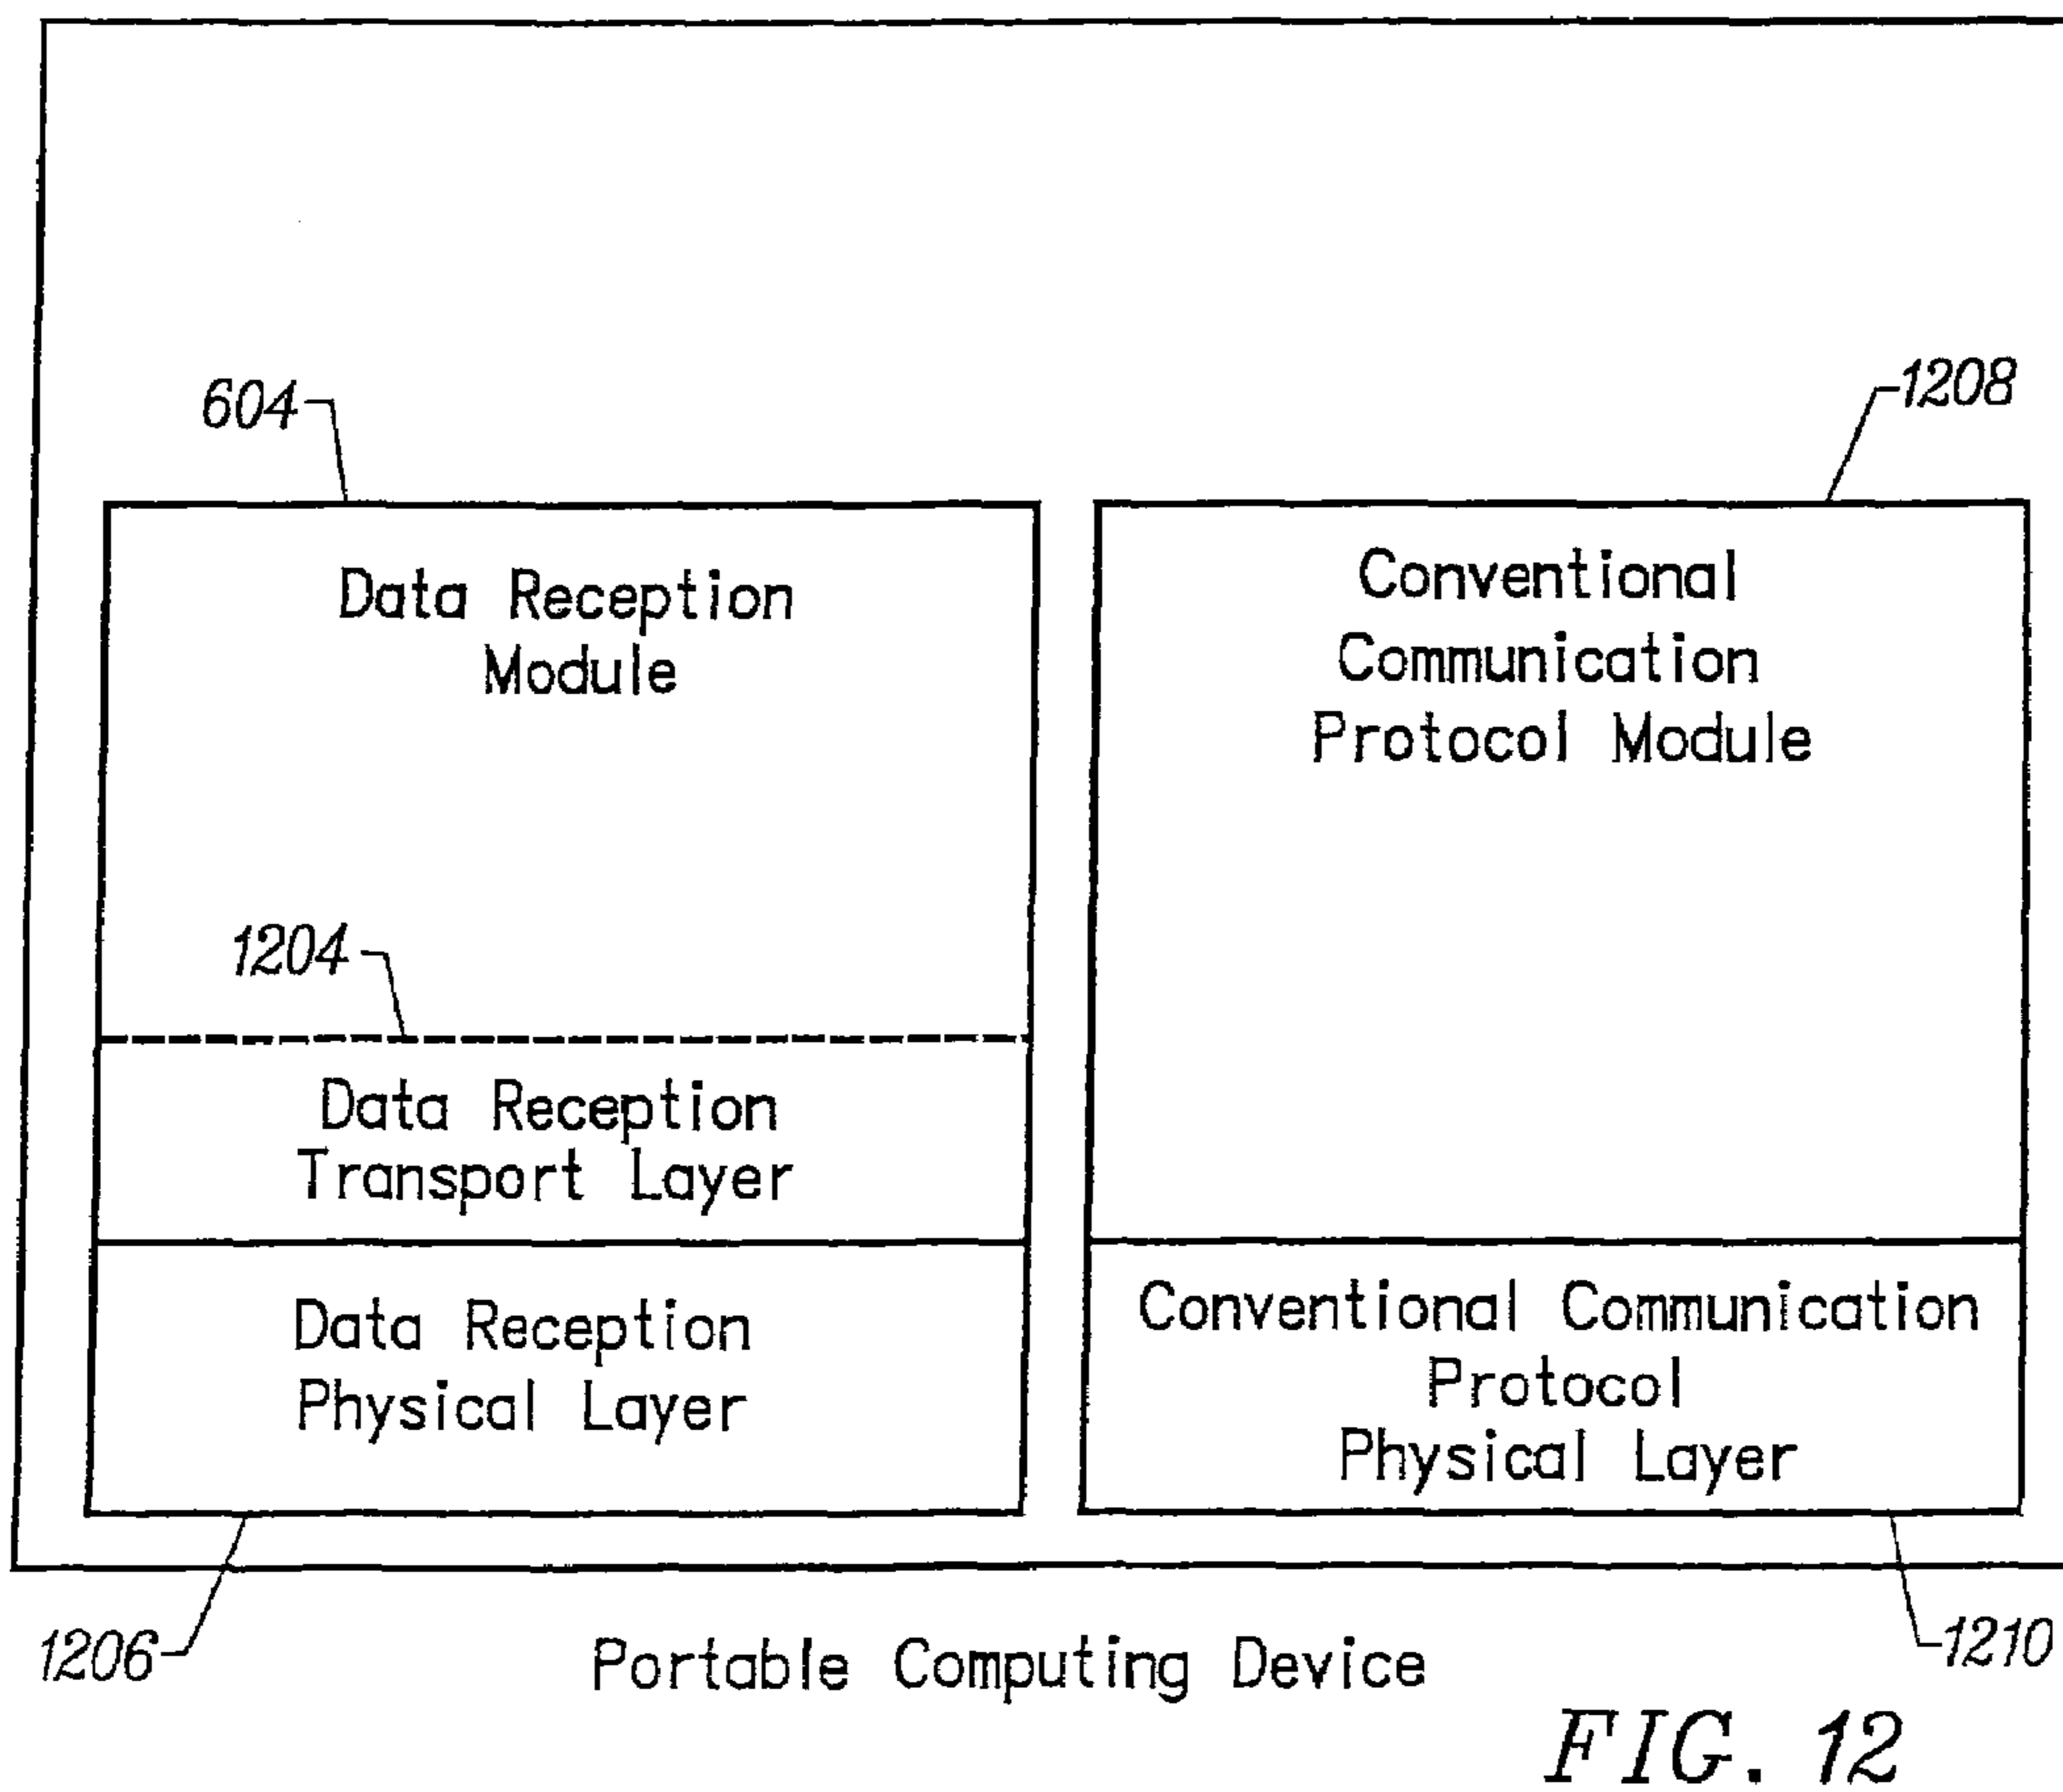 604
1208
Data Reception
Module
Conventional
Communication
Protocol Module
1204
Data Reception
Transport Layer
Data Reception
Physical Layer
Conventional Communication
Protocol
Physical Layer
1206
Portable Computing Device
1210
FIG. 12